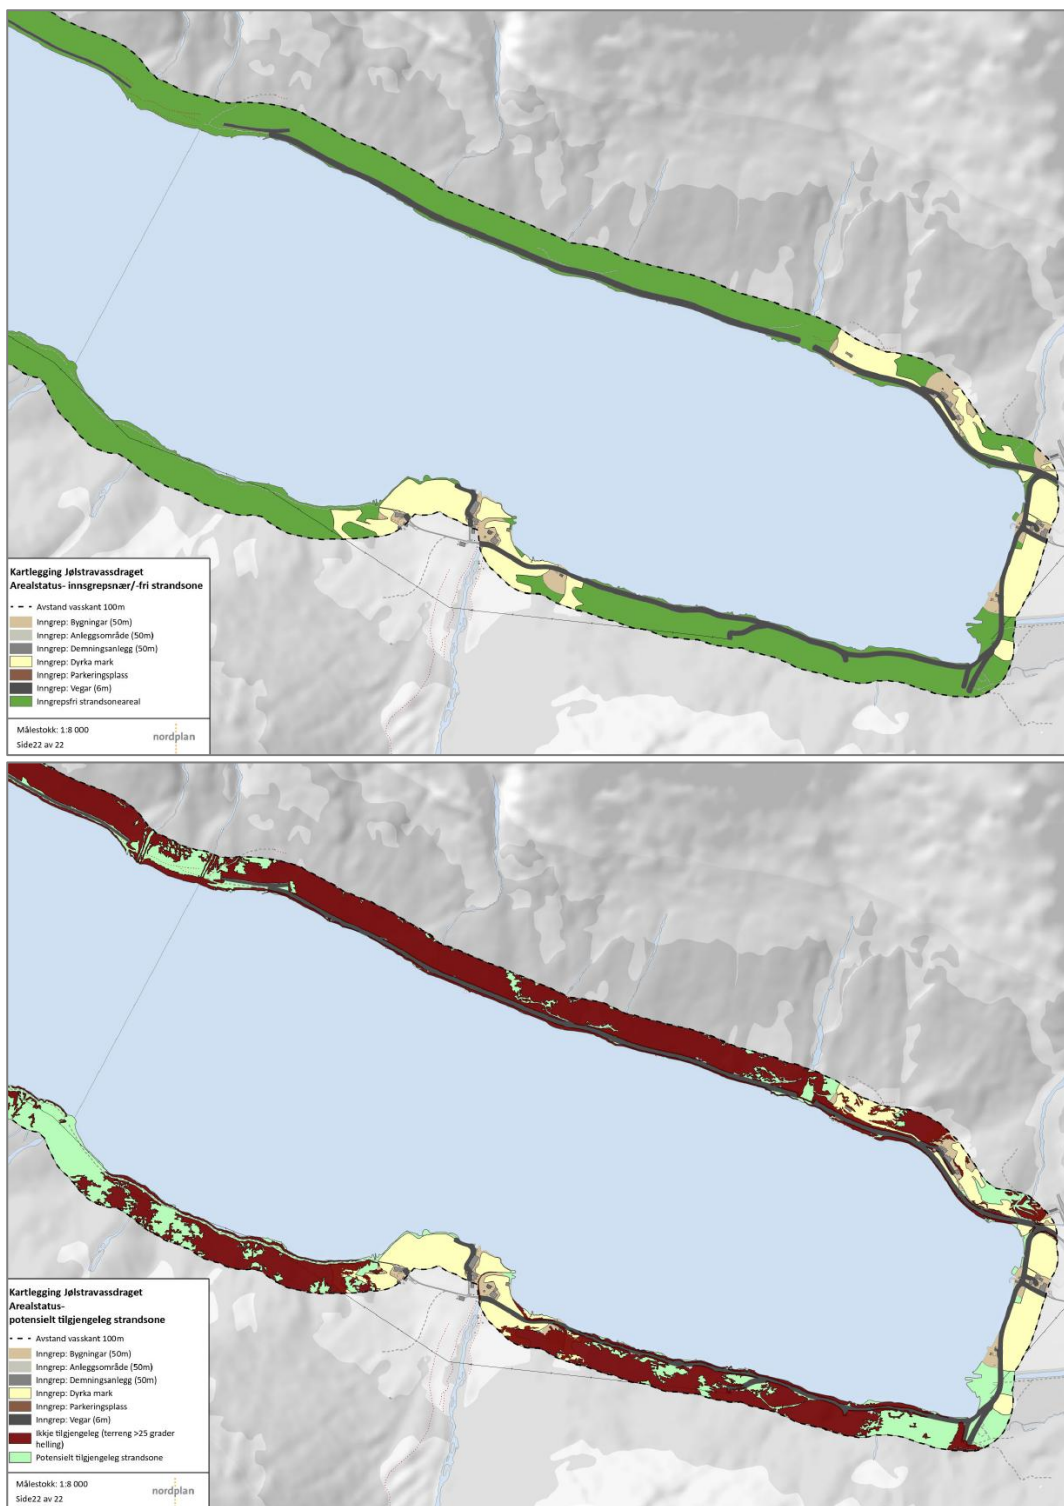 Kartlegging Jølstravassdraget
Arealstatus- innsgrepsnær/-fri strandsone
Avstand vasskant 100m
Inngrep: Bygningar (50m)
Inngrep: Anleggsområde (50m)
Inngrep: Demningsanlegg (50m)
Inngrep: Dyrka mark
Inngrep: Parkeringsplass
Inngrep: Vegar (6m)
Inngrepsfri strandsoneareal
Målestokk: 1:8 000
Side22 av 22
nordplan
Kartlegging Jølstravassdraget
Arealstatus-
potensielt tilgjengeleg strandsone
Avstand vasskant 100m
Inngrep: Bygningar (50m)
Inngrep: Anleggsområde (50m)
Inngrep: Demningsanlegg (50m)
Inngrep: Dyrka mark
Inngrep: Parkeringsplass
Inngrep: Vegar (6m)
Ikkje tilgjengeleg (terreng >25 grader
helling)
Potensielt tilgjengeleg strandsone
Målestokk: 1:8 000
Side22 av 22
nordplan